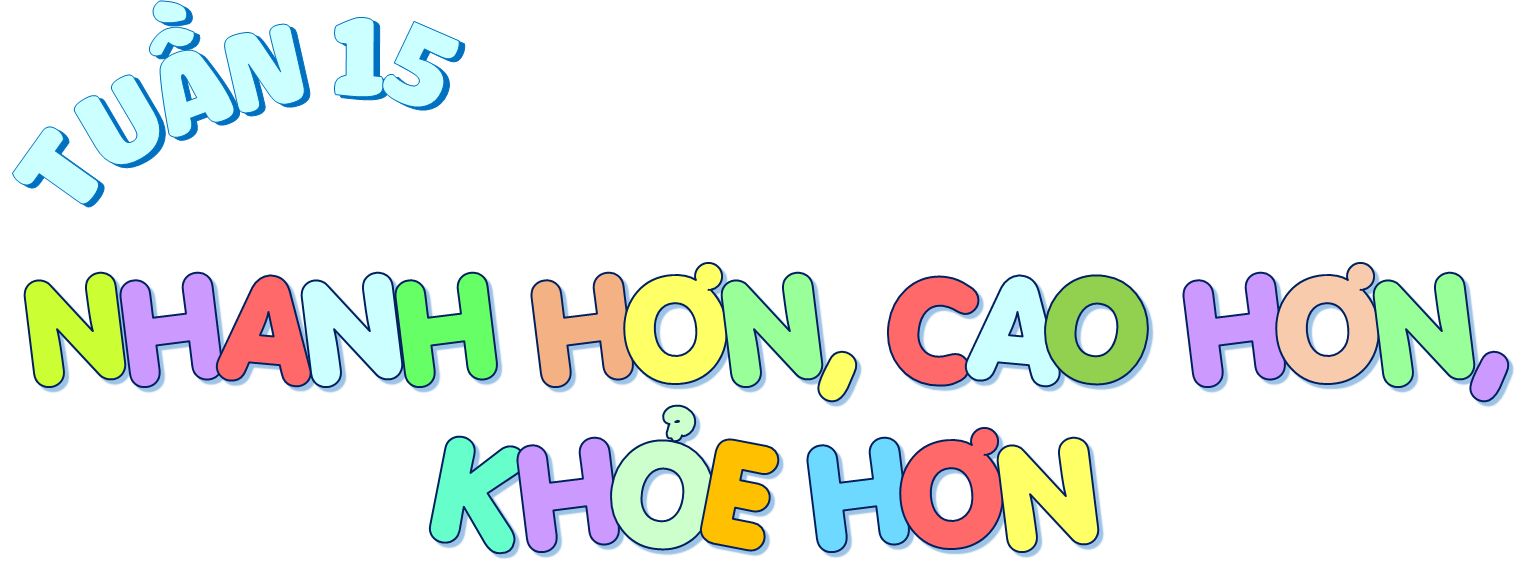 TUẦN 15
NHANH HƠN, CAO HƠN,
KHỎE HƠN